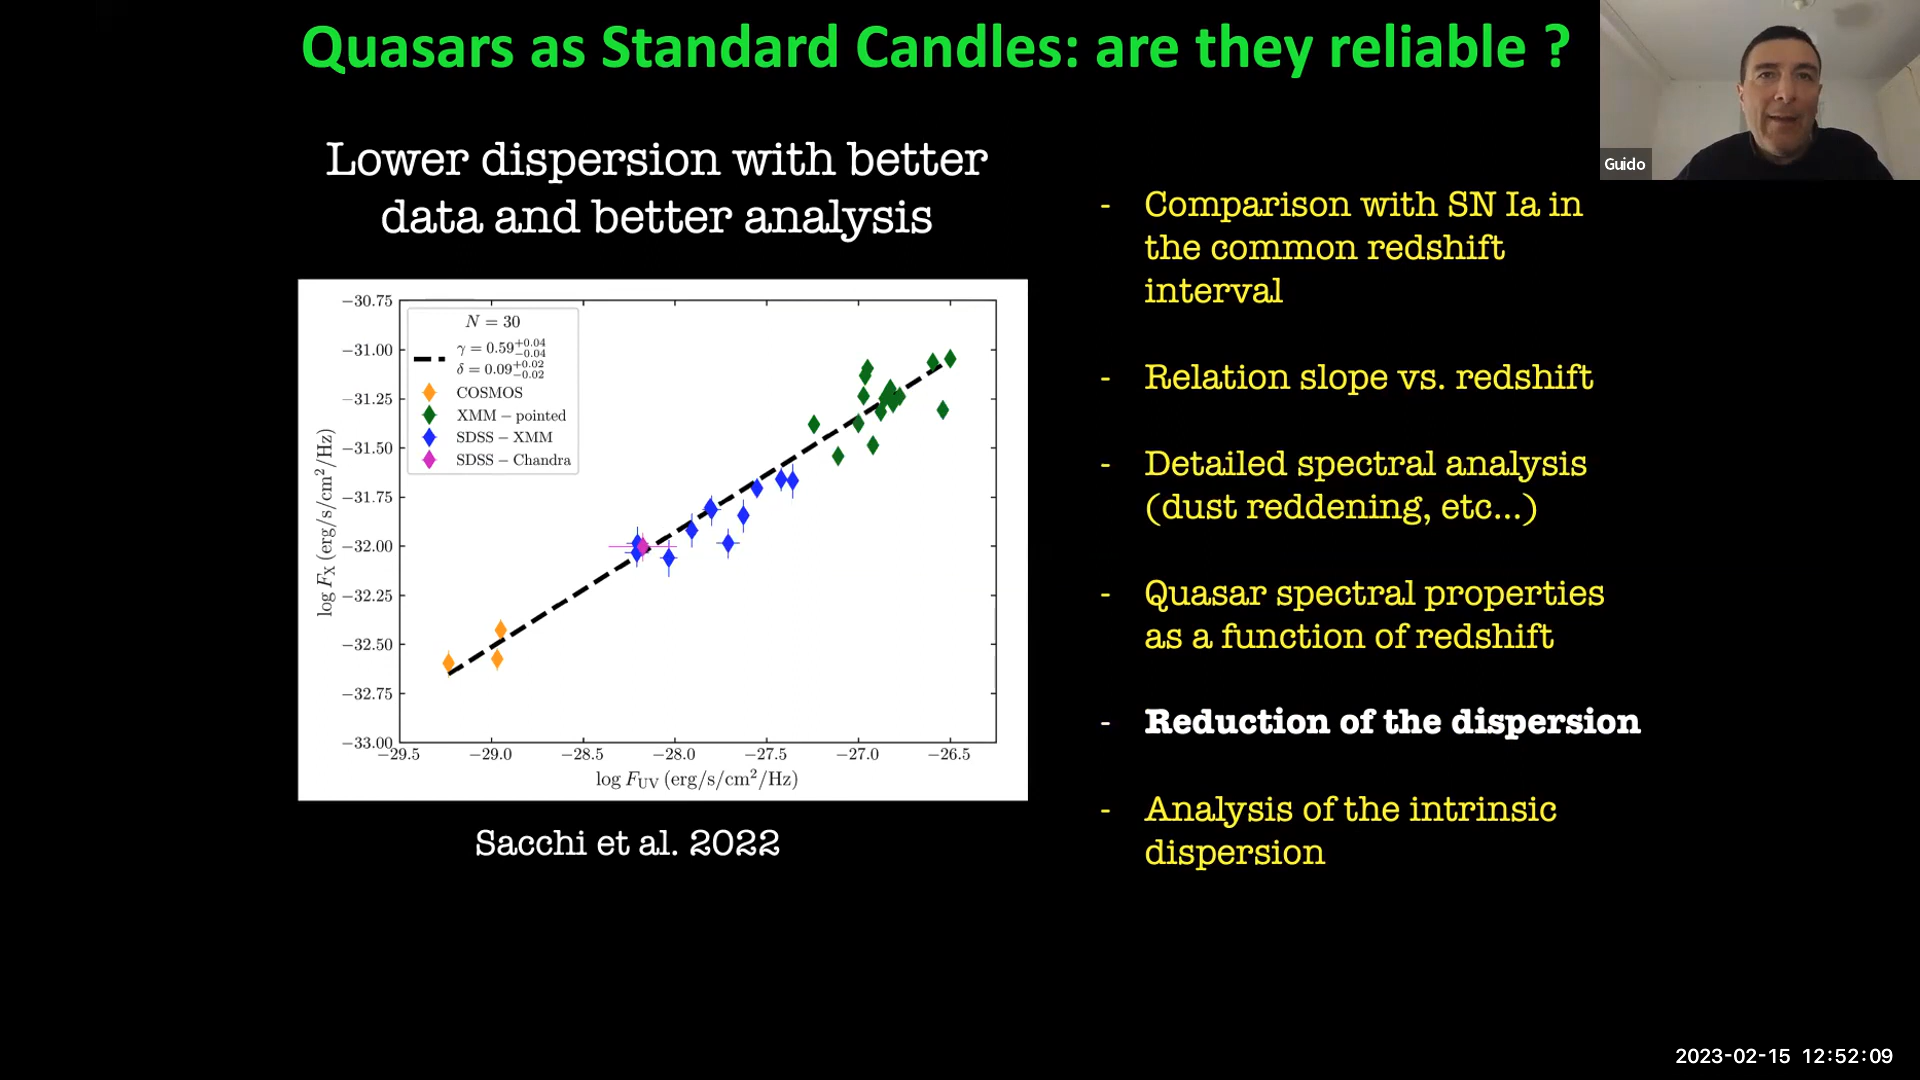 Quasars as Standard Candles: are they reliable ?
Guido
Lower dispersion with better
data and better analysis
−30.75
−31.00
−31.25
−31.50
−31.75
−32.00
−32.25
−32.50
−32.75
−33.00
log F_X (erg/s/cm²/Hz)
N = 30
γ = 0.59^{+0.04}_{−0.04}
δ = 0.09^{+0.02}_{−0.02}
COSMOS
XMM − pointed
SDSS − XMM
SDSS − Chandra
−29.5 −29.0 −28.5 −28.0 −27.5 −27.0 −26.5
log F_UV (erg/s/cm²/Hz)
Sacchi et al. 2022
- Comparison with SN Ia in
the common redshift
interval
- Relation slope vs. redshift
- Detailed spectral analysis
(dust reddening, etc...)
- Quasar spectral properties
as a function of redshift
- Reduction of the dispersion
- Analysis of the intrinsic
dispersion
2023-02-15 12:52:09